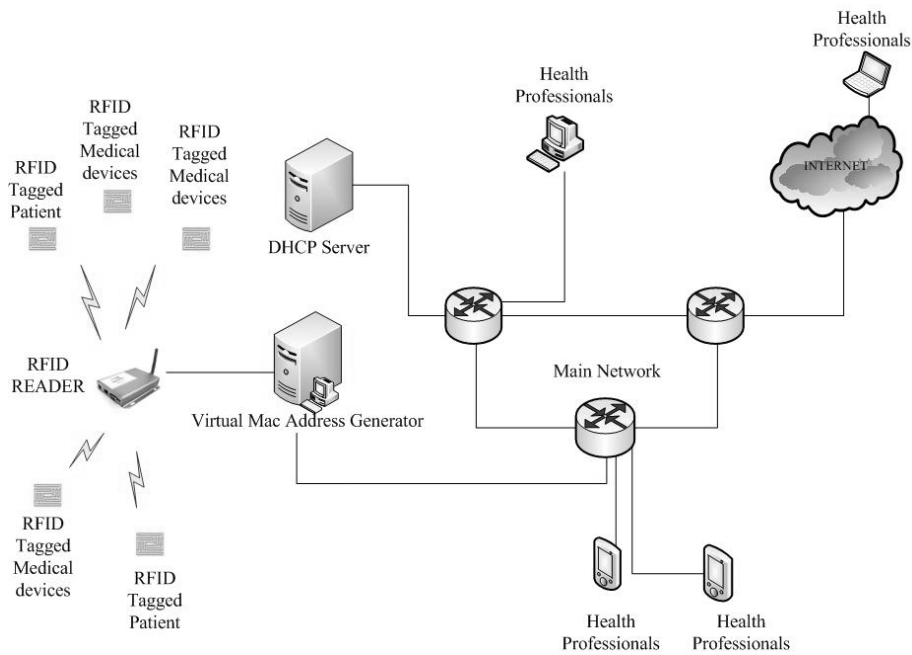 Health
Professionals
Health
Professionals
RFID
Tagged
Medical
devices
RFID
Tagged
Medical
devices
RFID
Tagged
Patient
INTERNET
DHCP Server
RFID
READER
Main Network
Virtual Mac Address Generator
RFID
Tagged
Medical
devices
RFID
Tagged
Patient
Health
Professionals
Health
Professionals